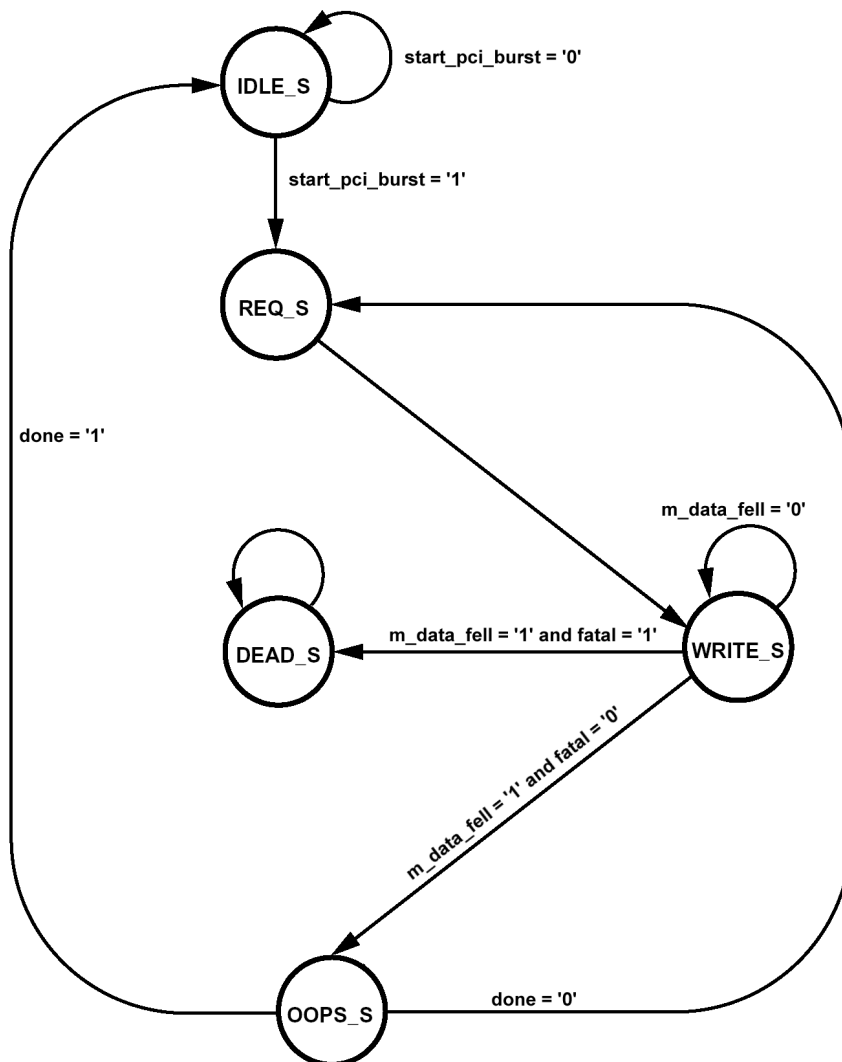 start_pci_burst = '0'
IDLE_S
start_pci_burst = '1'
REQ_S
done = '1'
m_data_fell = '0'
m_data_fell = '1' and fatal = '1'
DEAD_S
WRITE_S
m_data_fell = '1' and fatal = '0'
done = '0'
OOPS_S